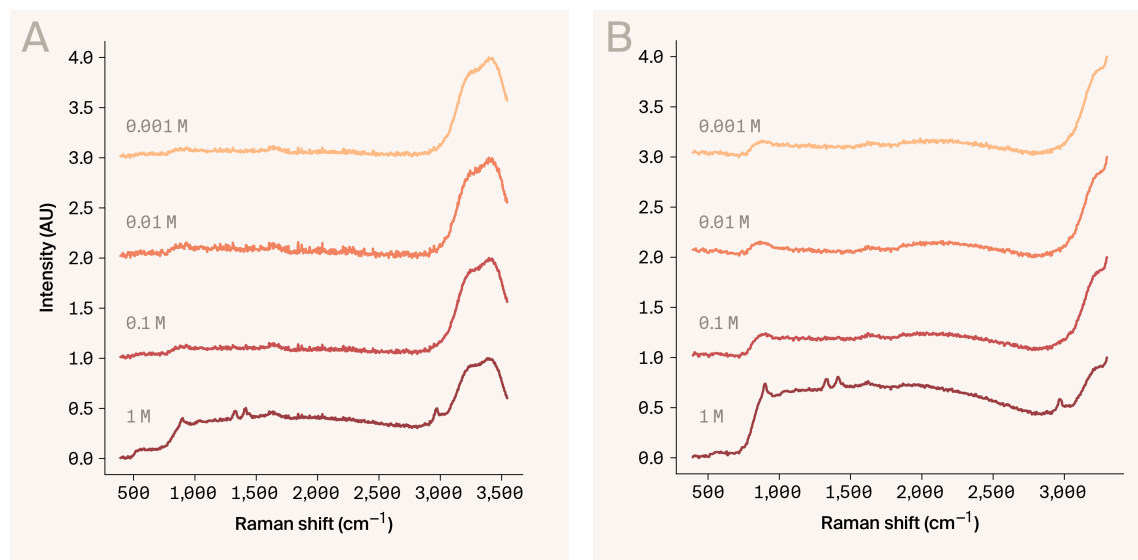 A
4.0
3.5
3.0
2.5
2.0
1.5
1.0
0.5
0.0
Intensity (AU)
0.001 M
0.01 M
0.1 M
1 M
500 1,000 1,500 2,000 2,500 3,000 3,500
Raman shift (cm⁻¹)
B
4.0
3.5
3.0
2.5
2.0
1.5
1.0
0.5
0.0
0.001 M
0.01 M
0.1 M
1 M
500 1,000 1,500 2,000 2,500 3,000
Raman shift (cm⁻¹)